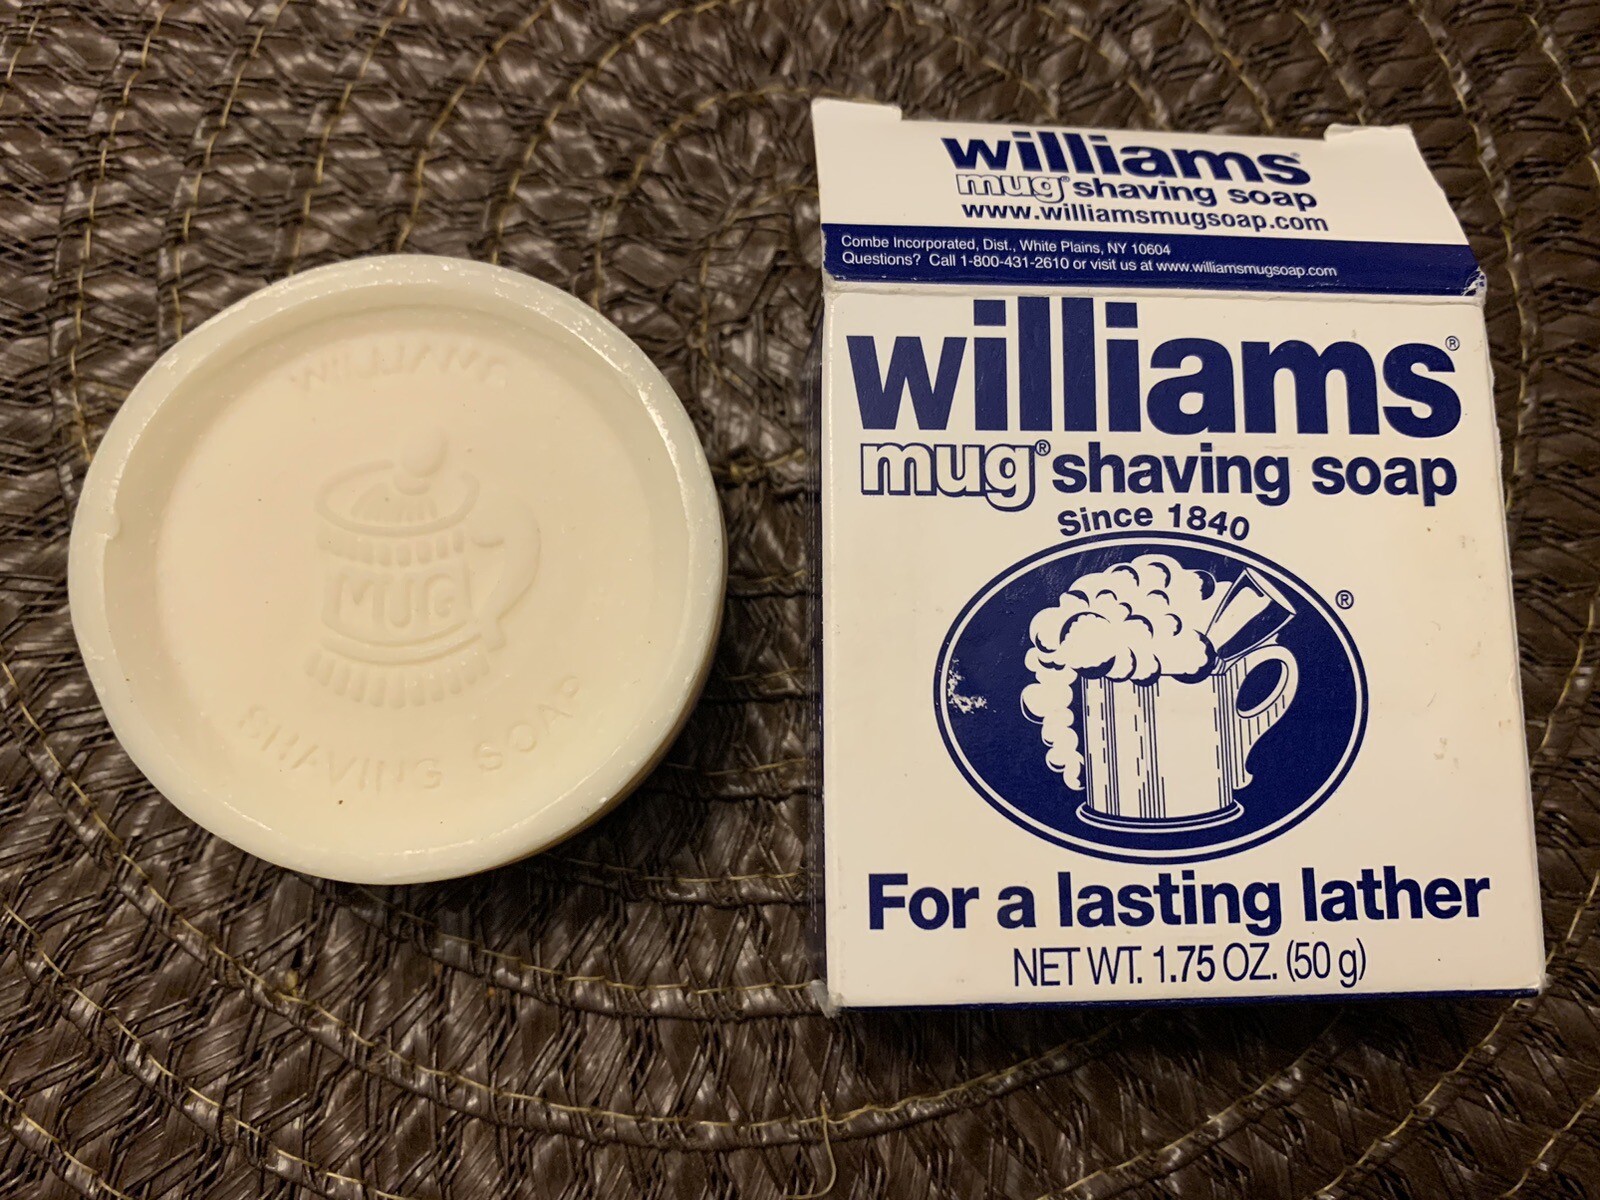 WILLIAMS
MUG
SHAVING SOAP
williams
mug® shaving soap
www.williamsmugsoap.com
Combe Incorporated, Dist., White Plains, NY 10604
Questions? Call 1-800-431-2610 or visit us at www.williamsmugsoap.com
williams®
mug® shaving soap
Since 1840
®
For a lasting lather
NET WT. 1.75 OZ. (50 g)